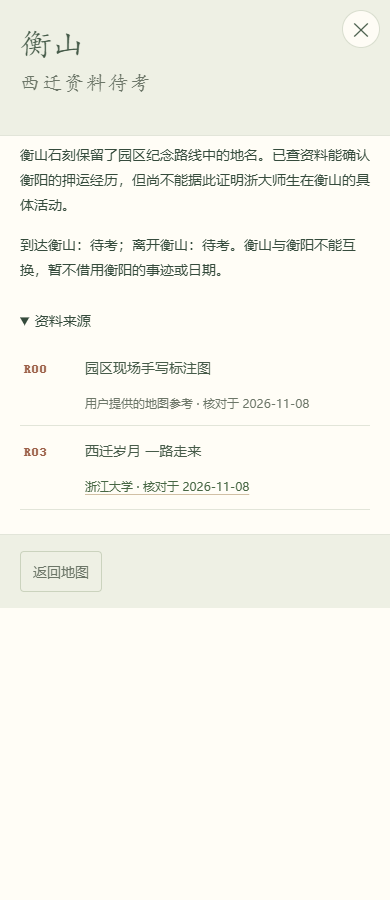 衡山
西迁资料待考
衡山石刻保留了园区纪念路线中的地名。已查资料能确认
衡阳的押运经历，但尚不能据此证明浙大师生在衡山的具
体活动。
到达衡山：待考；离开衡山：待考。衡山与衡阳不能互
换，暂不借用衡阳的事迹或日期。
▼ 资料来源
R00 园区现场手写标注图
用户提供的地图参考 · 核对于 2026-11-08
R03 西迁岁月 一路走来
浙江大学 · 核对于 2026-11-08
返回地图